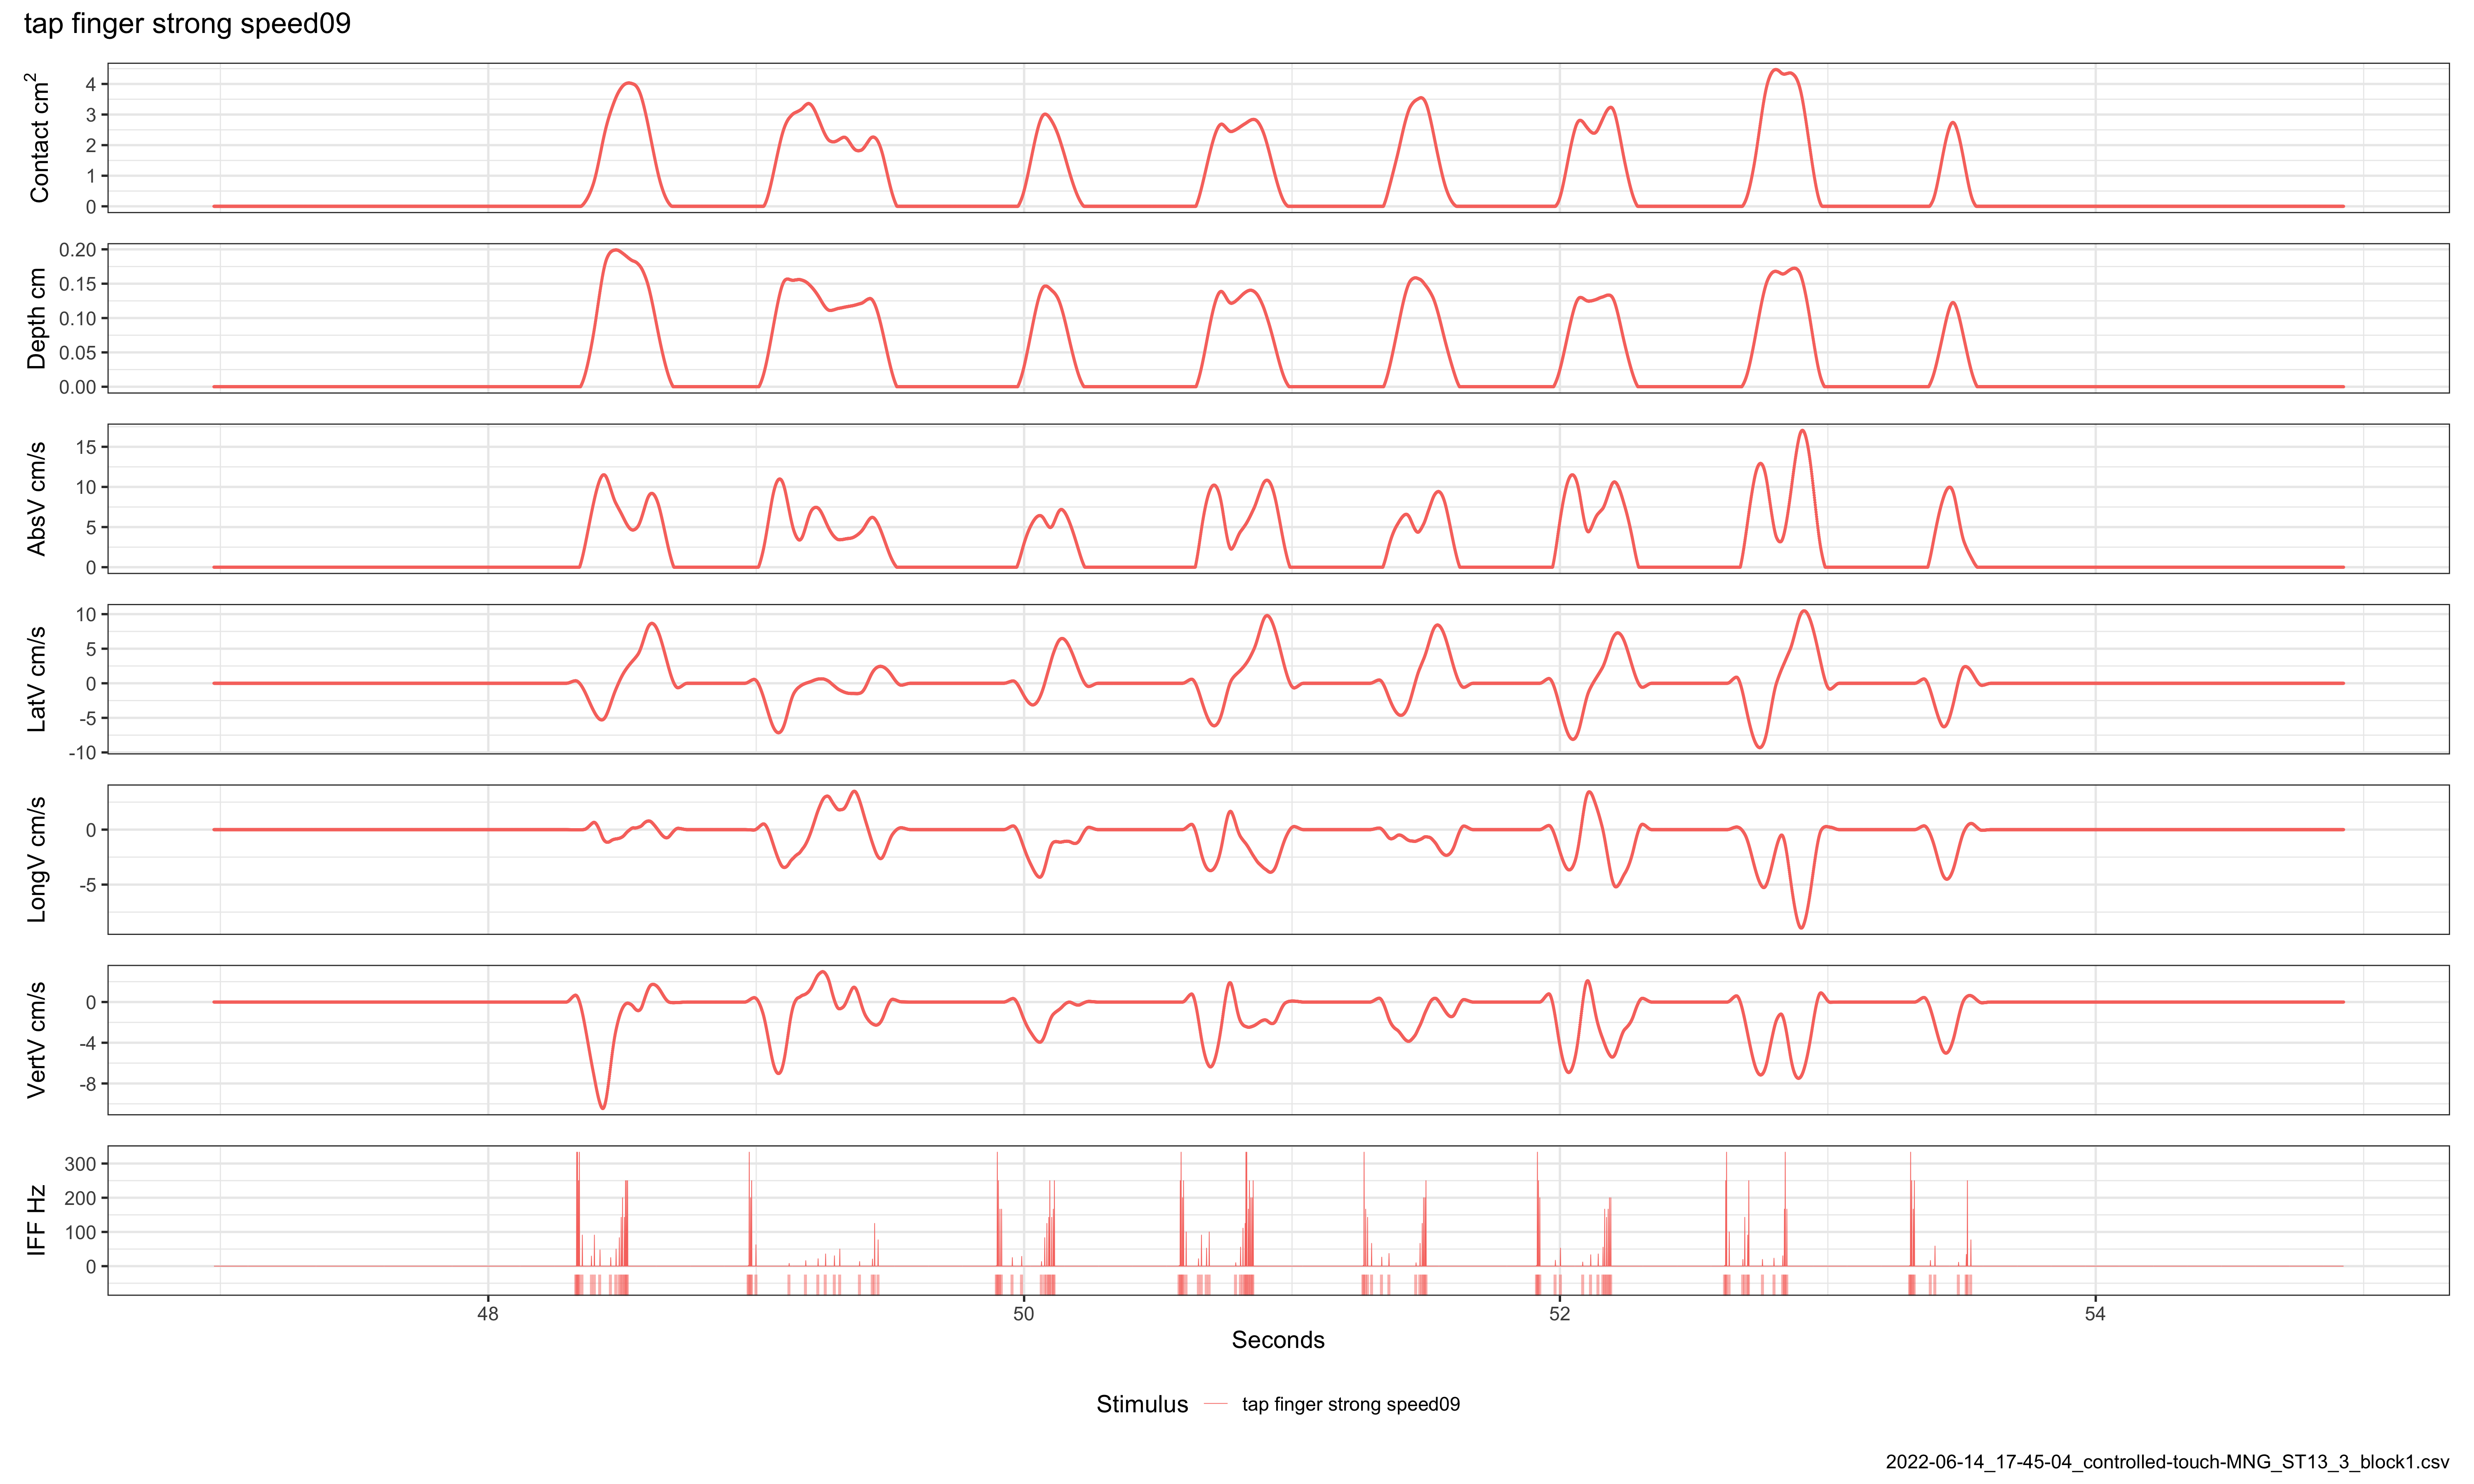 tap finger strong speed09
Contact cm²
4
3
2
1
0
Depth cm
0.20
0.15
0.10
0.05
0.00
AbsV cm/s
15
10
5
0
LatV cm/s
10
5
0
-5
-10
LongV cm/s
0
-5
VertV cm/s
0
-4
-8
IFF Hz
300
200
100
0
48 50 52 54
Seconds
Stimulus tap finger strong speed09
2022-06-14_17-45-04_controlled-touch-MNG_ST13_3_block1.csv